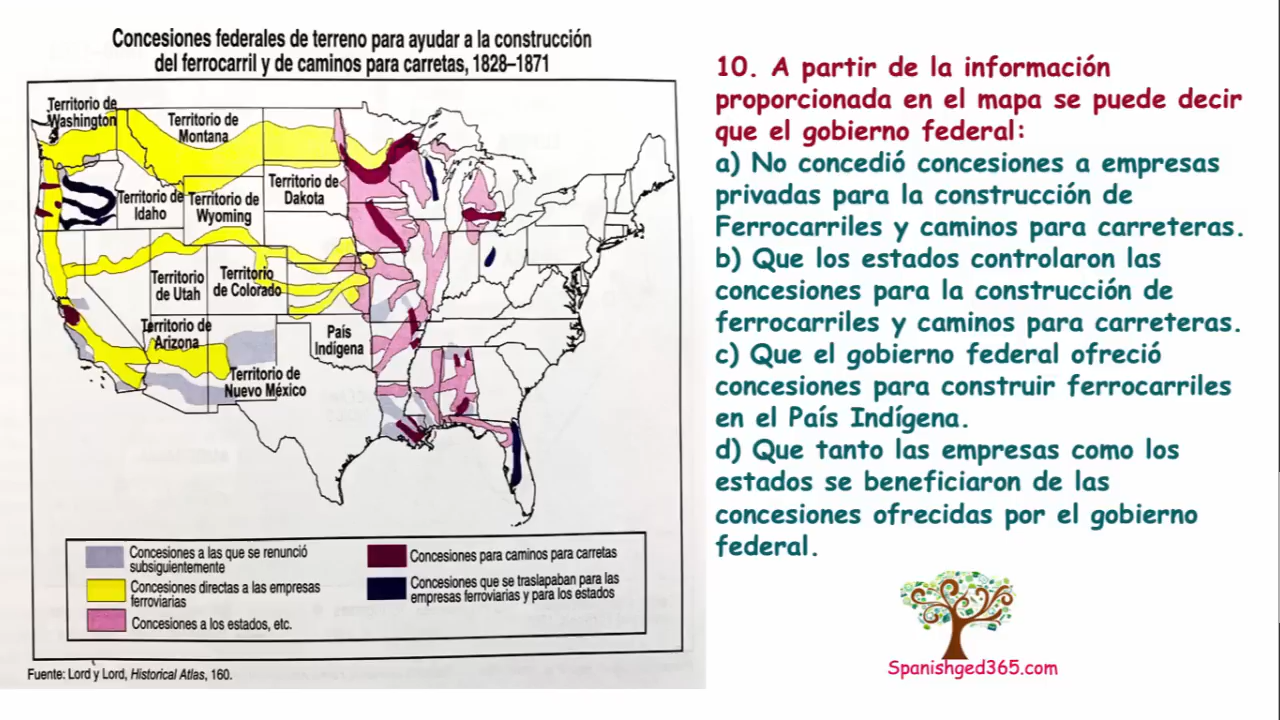 Concesiones federales de terreno para ayudar a la construcción
del ferrocarril y de caminos para carretas, 1828–1871
Territorio de
Washington
Territorio de
Montana
Territorio de
Dakota
Territorio de
Idaho
Territorio de
Wyoming
Territorio
de Utah
Territorio
de Colorado
Territorio de
Arizona
País
Indígena
Territorio de
Nuevo México
Concesiones a las que se renunció
subsiguientemente
Concesiones directas a las empresas
ferroviarias
Concesiones a los estados, etc.
Concesiones para caminos para carretas
Concesiones que se traslapaban para las
empresas ferroviarias y para los estados
Fuente: Lord y Lord, Historical Atlas, 160.
10. A partir de la información
proporcionada en el mapa se puede decir
que el gobierno federal:
a) No concedió concesiones a empresas
privadas para la construcción de
Ferrocarriles y caminos para carreteras.
b) Que los estados controlaron las
concesiones para la construcción de
ferrocarriles y caminos para carreteras.
c) Que el gobierno federal ofreció
concesiones para construir ferrocarriles
en el País Indígena.
d) Que tanto las empresas como los
estados se beneficiaron de las
concesiones ofrecidas por el gobierno
federal.
Spanishged365.com